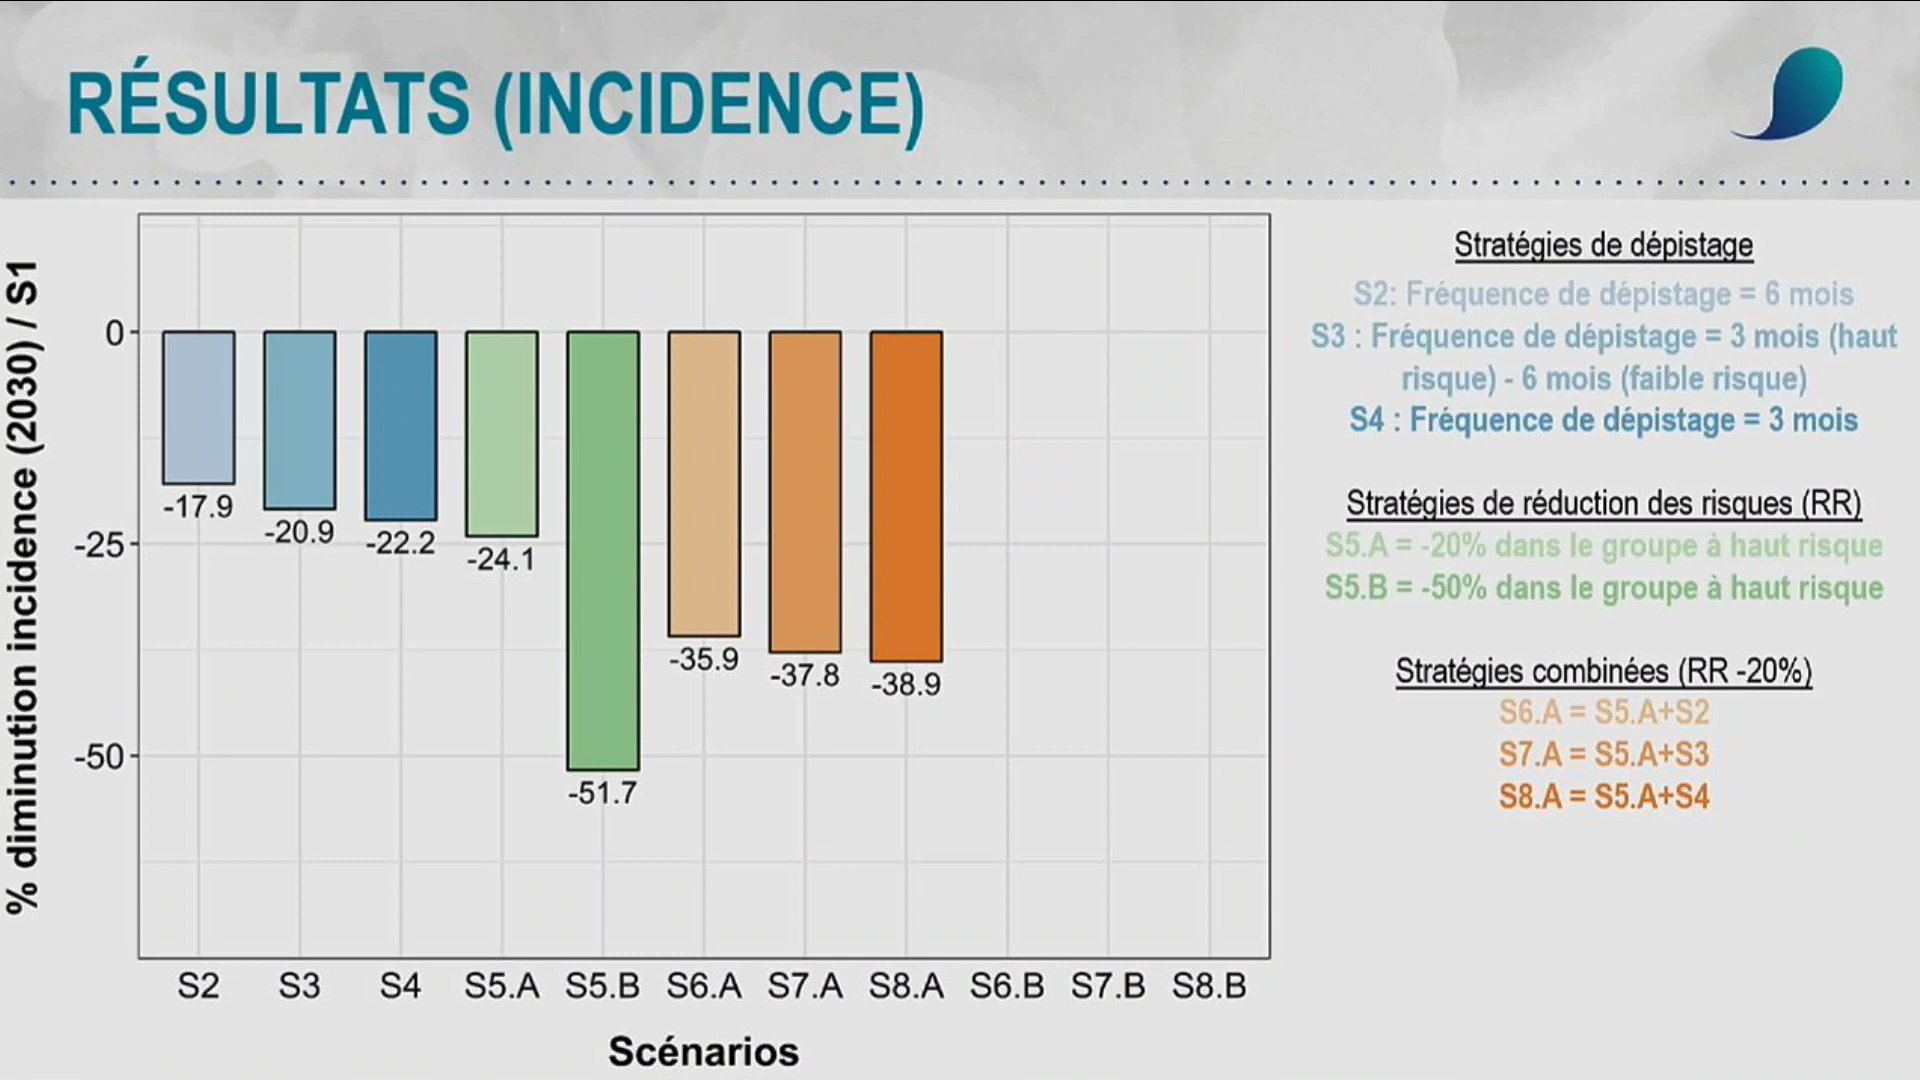 RÉSULTATS (INCIDENCE)
% diminution incidence (2030) / S1
0
-25
-50
-17.9
-20.9
-22.2
-24.1
-51.7
-35.9
-37.8
-38.9
S2 S3 S4 S5.A S5.B S6.A S7.A S8.A S6.B S7.B S8.B
Scénarios
Stratégies de dépistage
S2: Fréquence de dépistage = 6 mois
S3 : Fréquence de dépistage = 3 mois (haut
risque) - 6 mois (faible risque)
S4 : Fréquence de dépistage = 3 mois
Stratégies de réduction des risques (RR)
S5.A = -20% dans le groupe à haut risque
S5.B = -50% dans le groupe à haut risque
Stratégies combinées (RR -20%)
S6.A = S5.A+S2
S7.A = S5.A+S3
S8.A = S5.A+S4